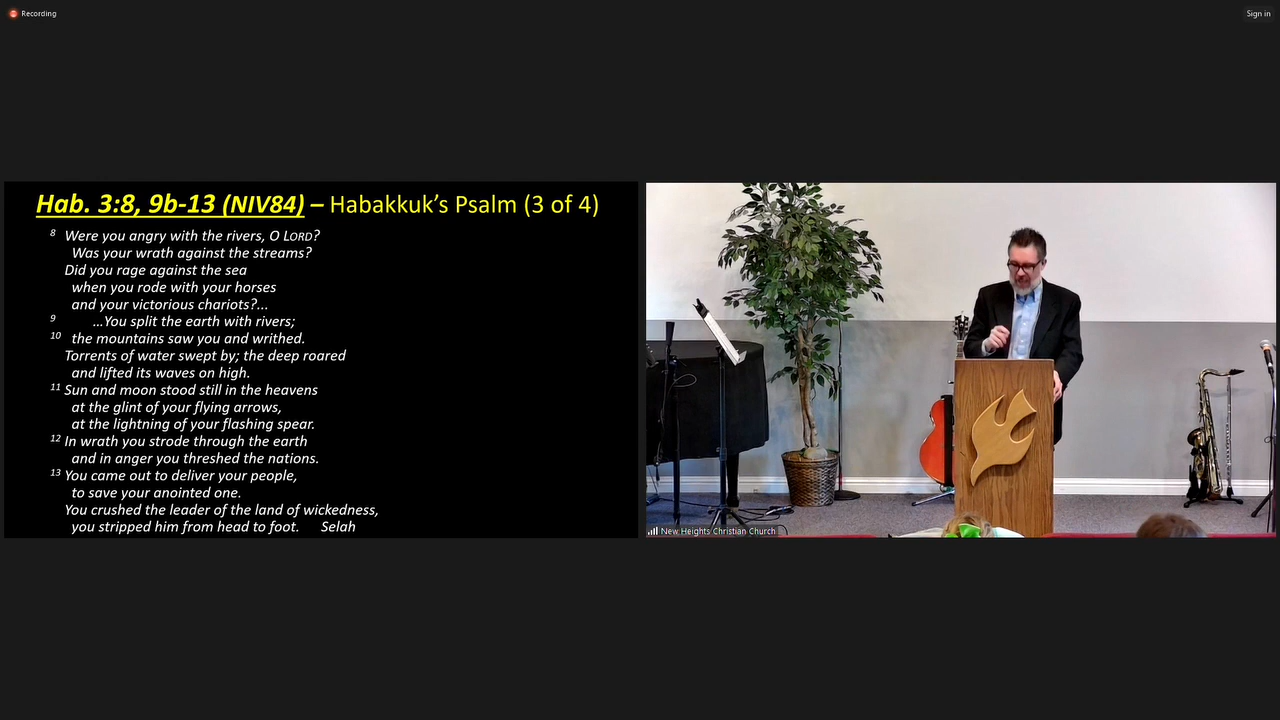 Recording
Sign in
Hab. 3:8, 9b-13 (NIV84) – Habakkuk’s Psalm (3 of 4)
8 Were you angry with the rivers, O LORD?
Was your wrath against the streams?
Did you rage against the sea
when you rode with your horses
and your victorious chariots?...
9 ...You split the earth with rivers;
10 the mountains saw you and writhed.
Torrents of water swept by; the deep roared
and lifted its waves on high.
11 Sun and moon stood still in the heavens
at the glint of your flying arrows,
at the lightning of your flashing spear.
12 In wrath you strode through the earth
and in anger you threshed the nations.
13 You came out to deliver your people,
to save your anointed one.
You crushed the leader of the land of wickedness,
you stripped him from head to foot. Selah
New Heights Christian Church